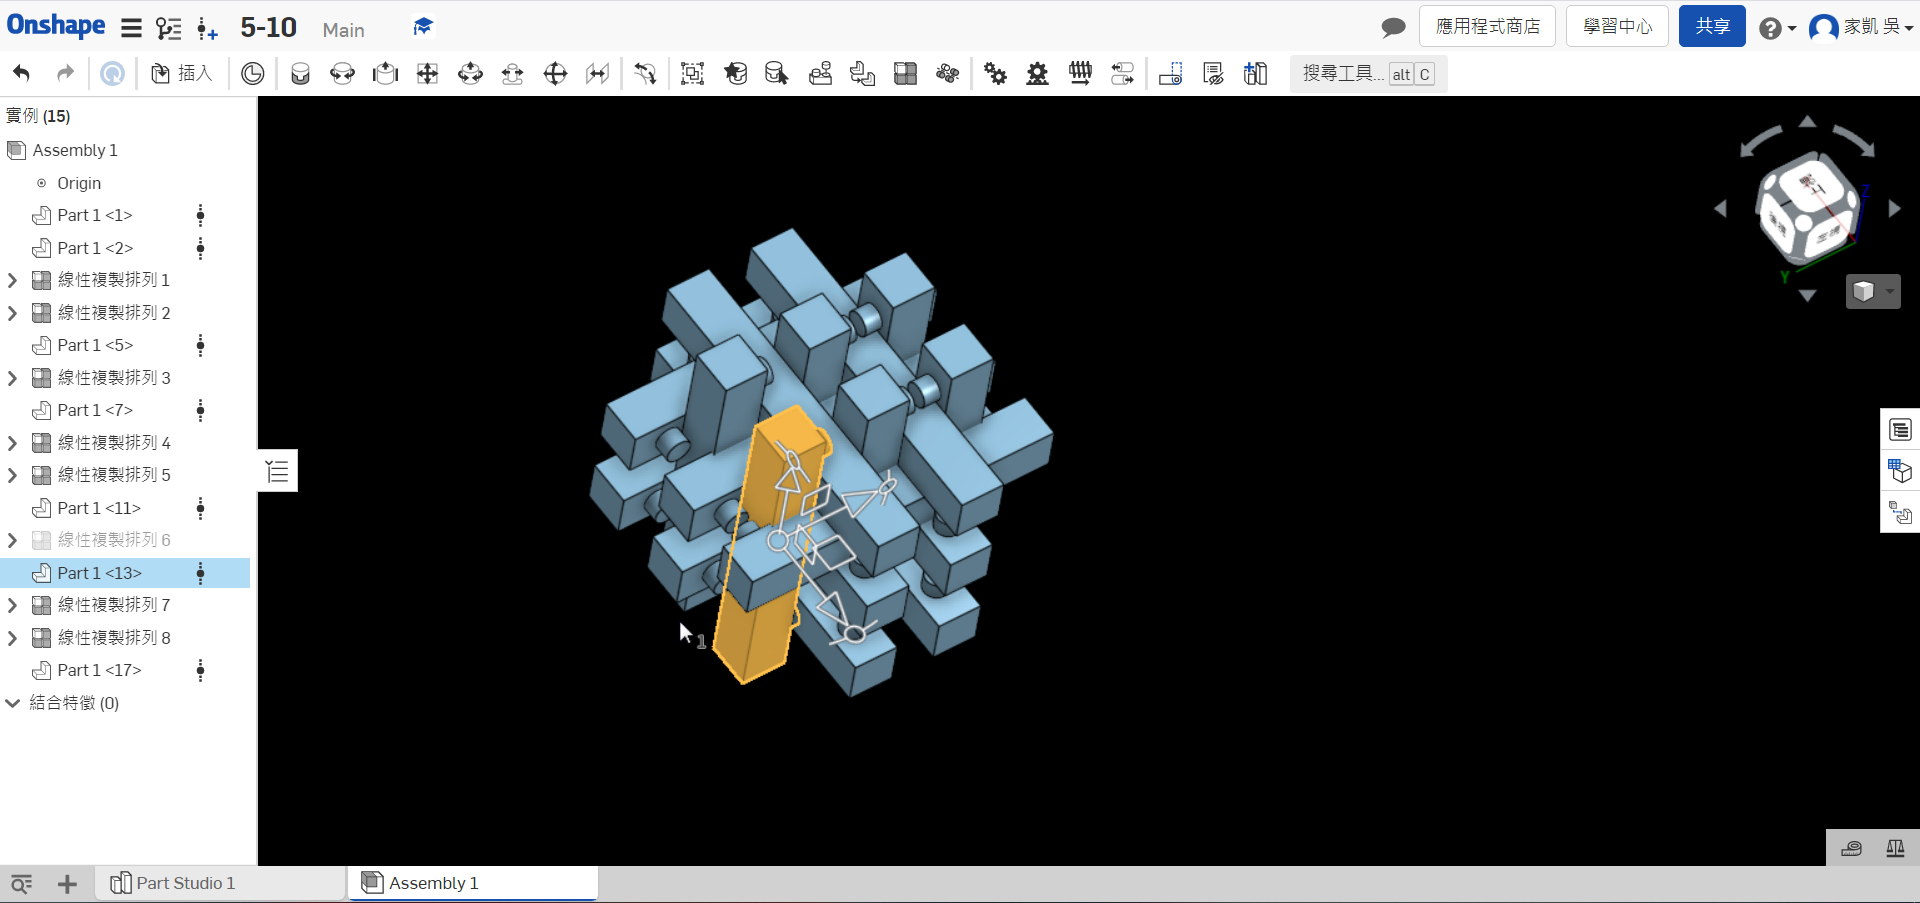 Onshape 5-10 Main 應用程式商店 學習中心 共享 家凱 吳
插入 搜尋工具... alt C
實例 (15)
Assembly 1
Origin
Part 1 <1>
Part 1 <2>
線性複製排列 1
線性複製排列 2
Part 1 <5>
線性複製排列 3
Part 1 <7>
線性複製排列 4
線性複製排列 5
Part 1 <11>
線性複製排列 6
Part 1 <13>
線性複製排列 7
線性複製排列 8
Part 1 <17>
結合特徵 (0)
1
Z
Y
Part Studio 1 Assembly 1